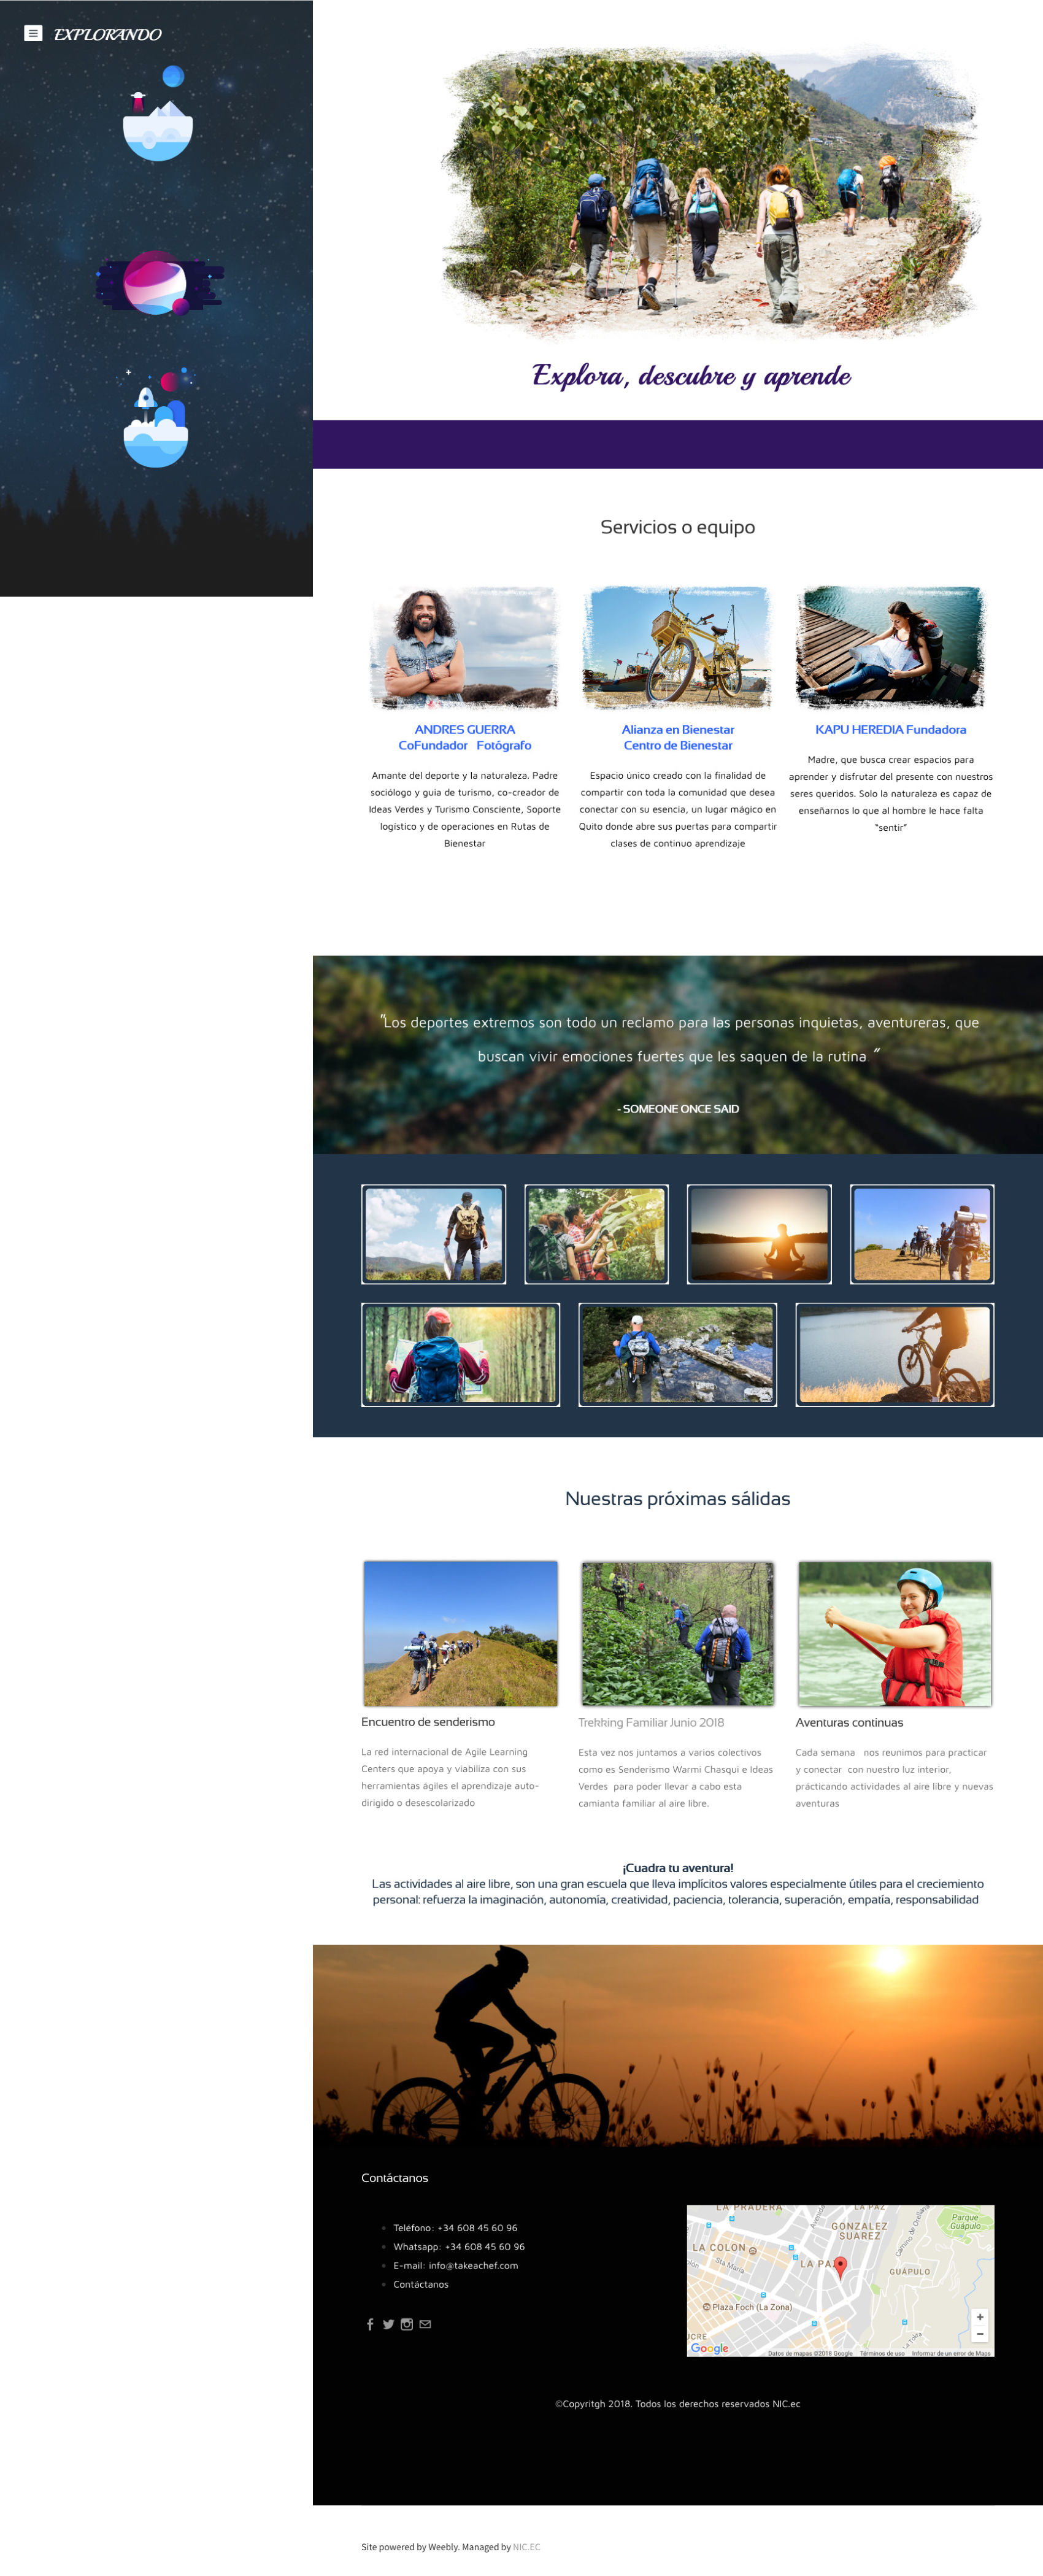 EXPLORANDO
Explora, descubre y aprende
Servicios o equipo
ANDRES GUERRA
CoFundador Fotógrafo
Amante del deporte y la naturaleza. Padre
sociólogo y guia de turismo, co-creador de
Ideas Verdes y Turismo Consciente, Soporte
logístico y de operaciones en Rutas de
Bienestar
Alianza en Bienestar
Centro de Bienestar
Espacio único creado con la finalidad de
compartir con toda la comunidad que desea
conectar con su esencia, un lugar mágico en
Quito donde abre sus puertas para compartir
clases de continuo aprendizaje
KAPU HEREDIA Fundadora
Madre, que busca crear espacios para
aprender y disfrutar del presente con nuestros
seres queridos. Solo la naturaleza es capaz de
enseñarnos lo que al hombre le hace falta
"sentir"
"Los deportes extremos son todo un reclamo para las personas inquietas, aventureras, que
buscan vivir emociones fuertes que les saquen de la rutina "
- SOMEONE ONCE SAID
Nuestras próximas sálidas
Encuentro de senderismo
La red internacional de Agile Learning
Centers que apoya y viabiliza con sus
herramientas ágiles el aprendizaje auto-
dirigido o desescolarizado
Trekking Familiar Junio 2018
Esta vez nos juntamos a varios colectivos
como es Senderismo Warmi Chasqui e Ideas
Verdes para poder llevar a cabo esta
camianta familiar al aire libre.
Aventuras continuas
Cada semana nos reunimos para practicar
y conectar con nuestro luz interior,
prácticando actividades al aire libre y nuevas
aventuras
¡Cuadra tu aventura!
Las actividades al aire libre, son una gran escuela que lleva implícitos valores especialmente útiles para el creciemiento
personal: refuerza la imaginación, autonomía, creatividad, paciencia, tolerancia, superación, empatía, responsabilidad
Contáctanos
Teléfono: +34 608 45 60 96
Whatsapp: +34 608 45 60 96
E-mail: info@takeachef.com
Contáctanos
LA PRADERA
LA PAZ
GONZALEZ
SUAREZ
Parque
Guápulo
Camino de Orellana
LA COLON
Sta María
LA PAZ
GUÁPULO
Plaza Foch (La Zona)
La Tolita
Google
Datos de mapas ©2018 Google Términos de uso Informar de un error de Maps
©Copyritgh 2018. Todos los derechos reservados NIC.ec
Site powered by Weebly. Managed by NIC.EC